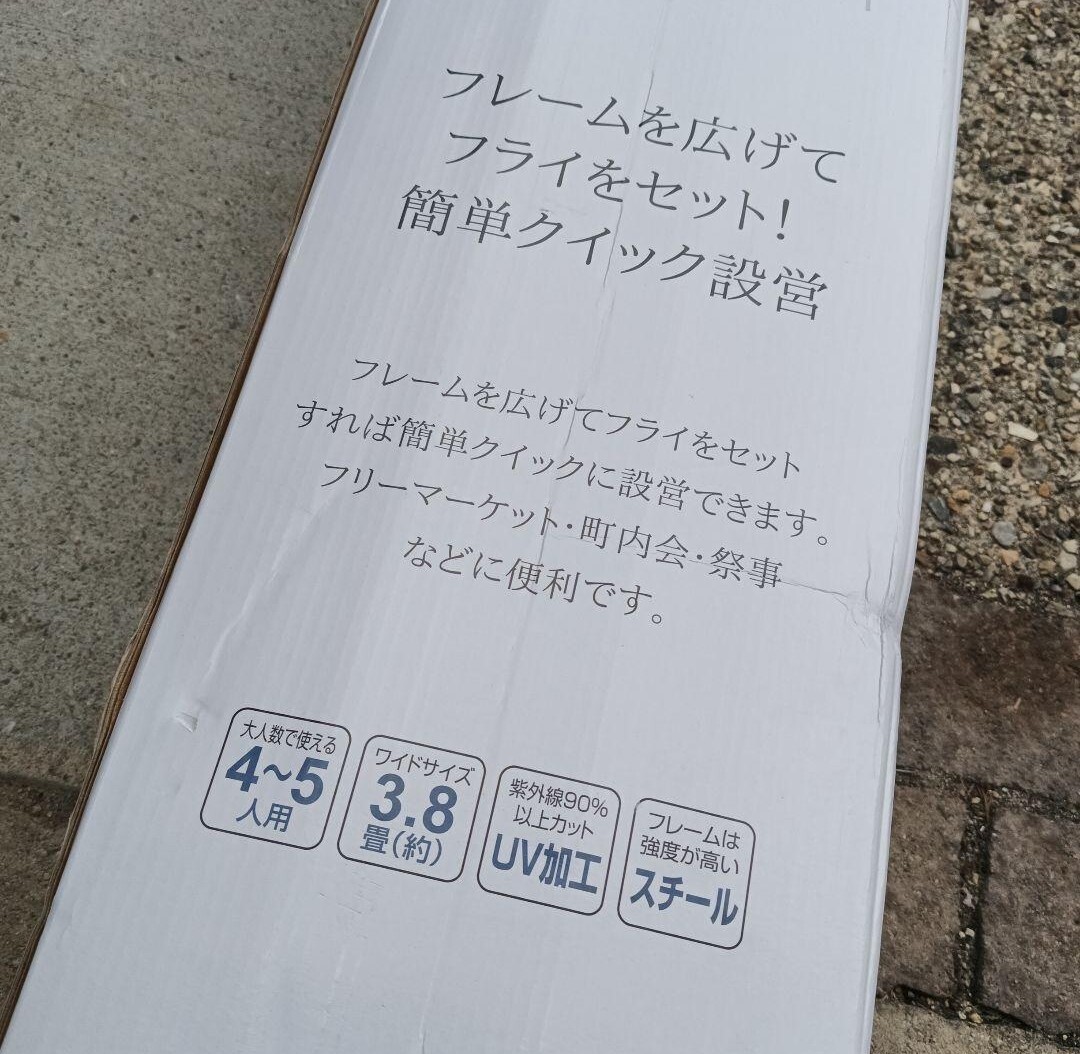 フレームを広げて
フライをセット!
簡単クイック設営
フレームを広げてフライをセット
すれば簡単クイックに設営できます。
フリーマーケット・町内会・祭事
などに便利です。
大人数で使える
4〜5
人用
ワイドサイズ
3.8
畳(約)
紫外線90%
以上カット
UV加工
フレームは
強度が高い
スチール